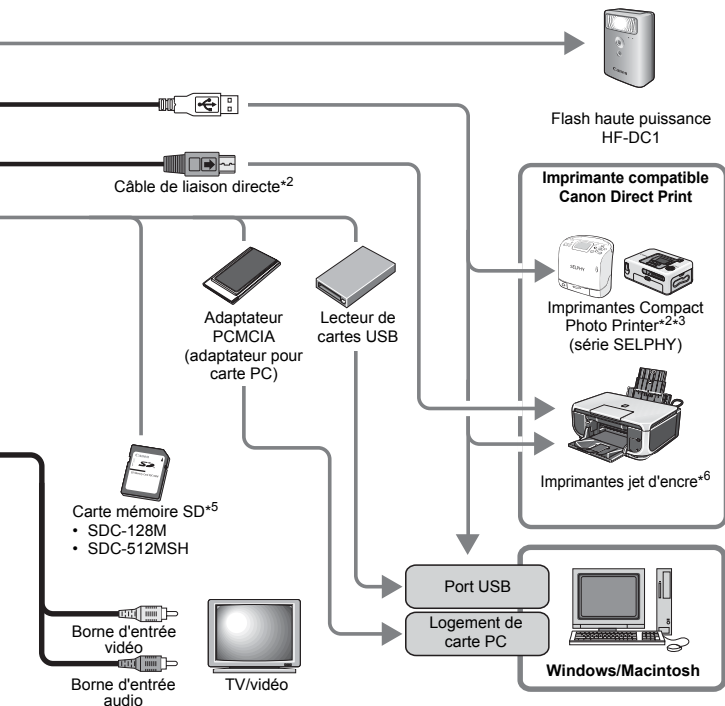 Flash haute puissance
HF-DC1
Câble de liaison directe*2
Imprimante compatible
Canon Direct Print
SELPHY
Imprimantes Compact
Photo Printer*2*3
(série SELPHY)
Adaptateur
PCMCIA
(adaptateur pour
carte PC)
Lecteur de
cartes USB
Imprimantes jet d'encre*6
Carte mémoire SD*5
• SDC-128M
• SDC-512MSH
Port USB
Logement de
carte PC
Windows/Macintosh
Borne d'entrée
vidéo
Borne d'entrée
audio
TV/vidéo